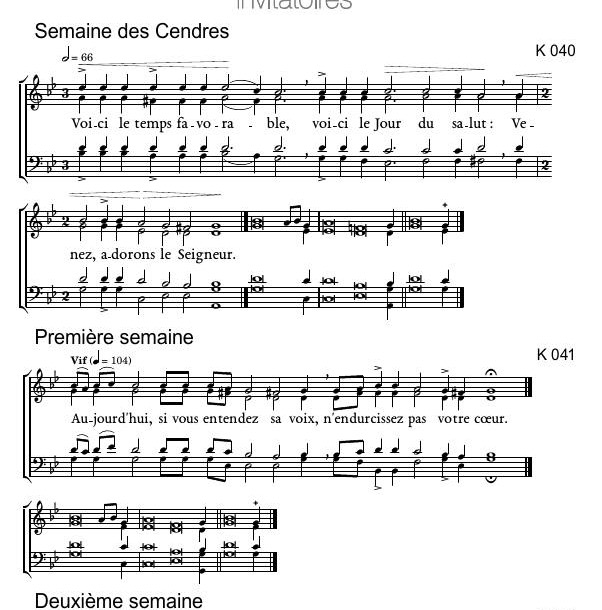 Invitatoires
Semaine des Cendres
K 040
= 66
Voi-ci le temps fa-vo-ra-ble, voi-ci le Jour du sa-lut: Ve-
nez, a-dorons le Seigneur.
Première semaine
K 041
Vif (♩ = 104)
Au-jourd'hui, si vous entendez sa voix, n'endurcissez pas votre cœur.
Deuxième semaine